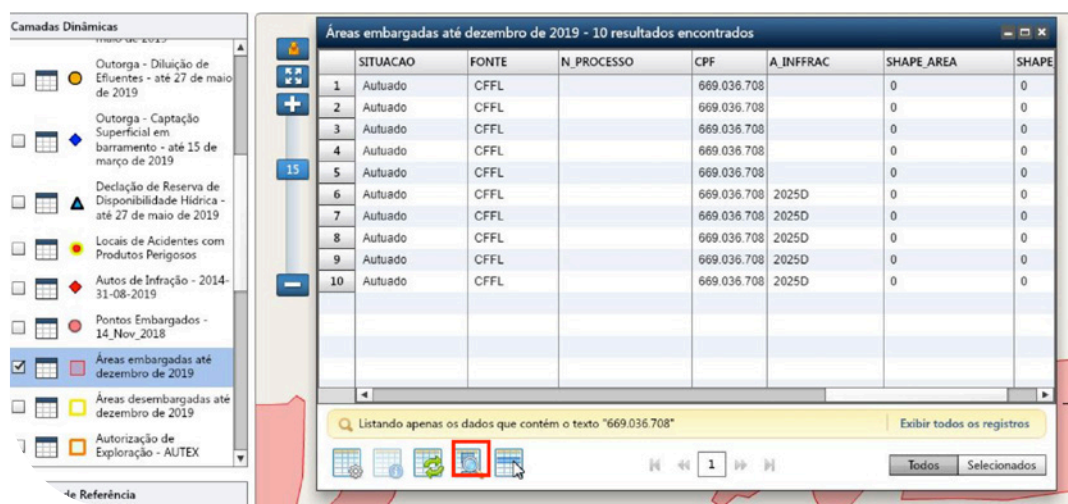 Camadas Dinâmicas
maio de 2019
Outorga - Diluição de
Efluentes - até 27 de maio
de 2019
Outorga - Captação
Superficial em
barramento - até 15 de
março de 2019
Declação de Reserva de
Disponibilidade Hídrica -
até 27 de maio de 2019
Locais de Acidentes com
Produtos Perigosos
Autos de Infração - 2014-
31-08-2019
Pontos Embargados -
14_Nov_2018
Áreas embargadas até
dezembro de 2019
Áreas desembargadas até
dezembro de 2019
Autorização de
Exploração - AUTEX
de Referência
15
Áreas embargadas até dezembro de 2019 - 10 resultados encontrados
SITUACAO FONTE N_PROCESSO CPF A_INFFRAC SHAPE_AREA SHAPE
1 Autuado CFFL 669.036.708 0 0
2 Autuado CFFL 669.036.708 0 0
3 Autuado CFFL 669.036.708 0 0
4 Autuado CFFL 669.036.708 0 0
5 Autuado CFFL 669.036.708 0 0
6 Autuado CFFL 669.036.708 2025D 0 0
7 Autuado CFFL 669.036.708 2025D 0 0
8 Autuado CFFL 669.036.708 2025D 0 0
9 Autuado CFFL 669.036.708 2025D 0 0
10 Autuado CFFL 669.036.708 2025D 0 0
Listando apenas os dados que contém o texto "669.036.708" Exibir todos os registros
1 Todos Selecionados